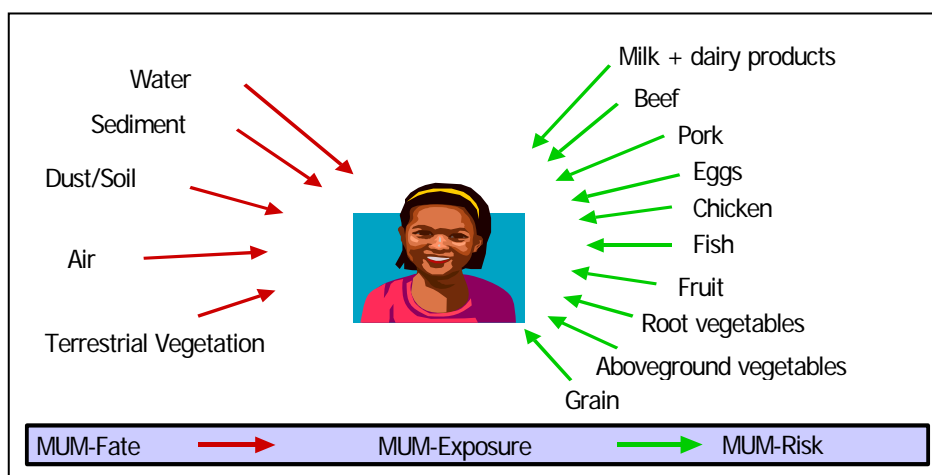 Water
Sediment
Dust/Soil
Air
Terrestrial Vegetation
Milk + dairy products
Beef
Pork
Eggs
Chicken
Fish
Fruit
Root vegetables
Aboveground vegetables
Grain
MUM-Fate MUM-Exposure MUM-Risk